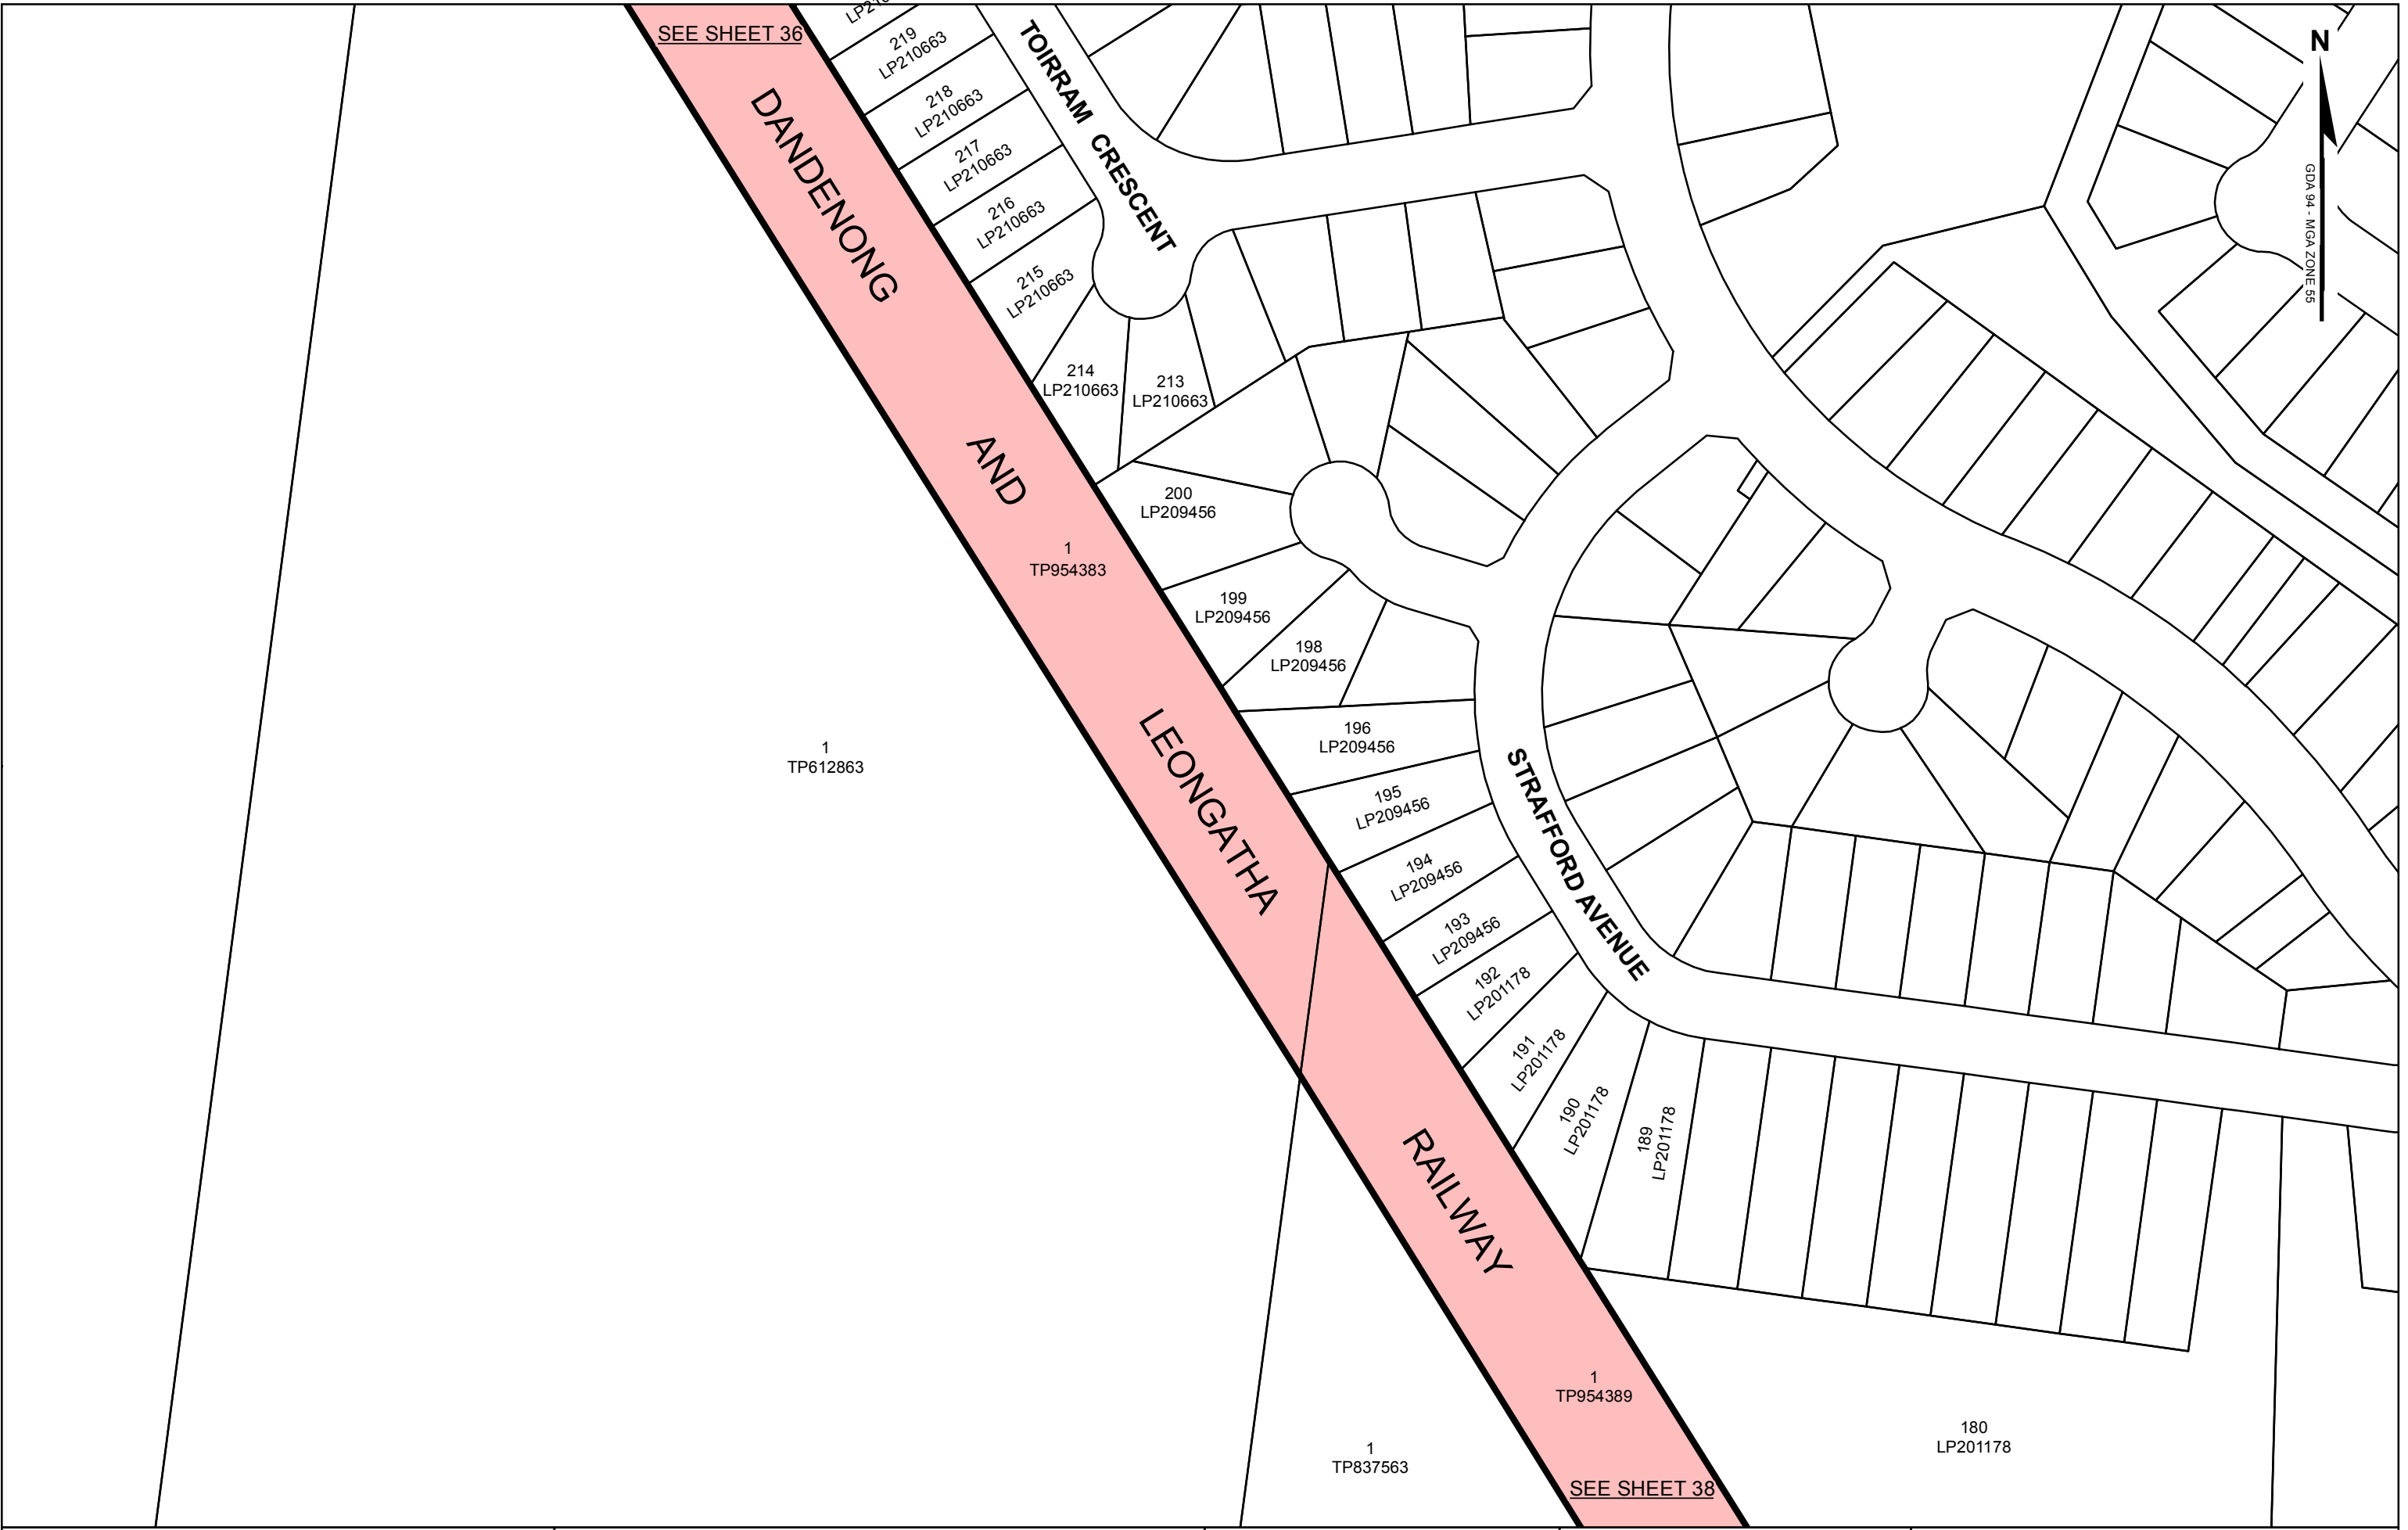 SEE SHEET 36
219
LP210663
218
LP210663
217
LP210663
216
LP210663
215
LP210663
214
LP210663
213
LP210663
TOIRRAM CRESCENT
N
GDA 94 - MGA ZONE 55
DANDENONG
AND
LEONGATHA
RAILWAY
1
TP954383
200
LP209456
199
LP209456
198
LP209456
196
LP209456
195
LP209456
194
LP209456
193
LP209456
192
LP201178
191
LP201178
190
LP201178
189
LP201178
STRAFFORD AVENUE
1
TP612863
1
TP954389
180
LP201178
1
TP837563
SEE SHEET 38